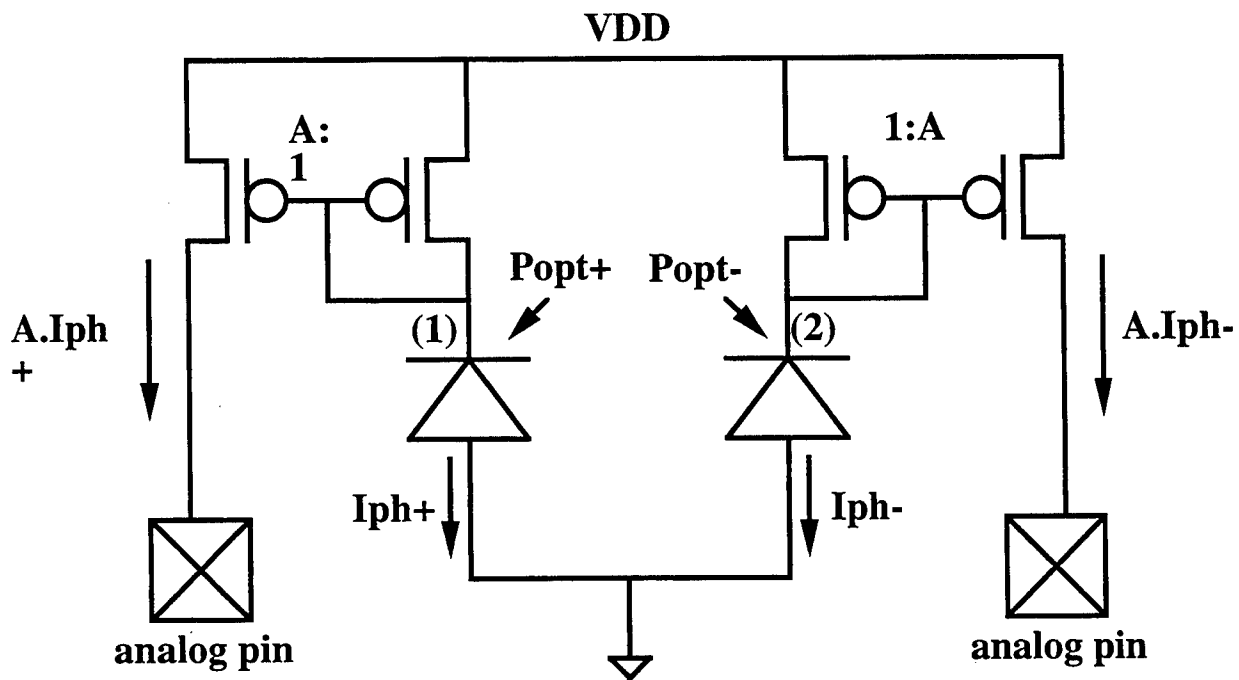 VDD
A:
1
1:A
Popt+
Popt-
(1)
(2)
A.Iph
+
A.Iph-
Iph+
Iph-
analog pin
analog pin